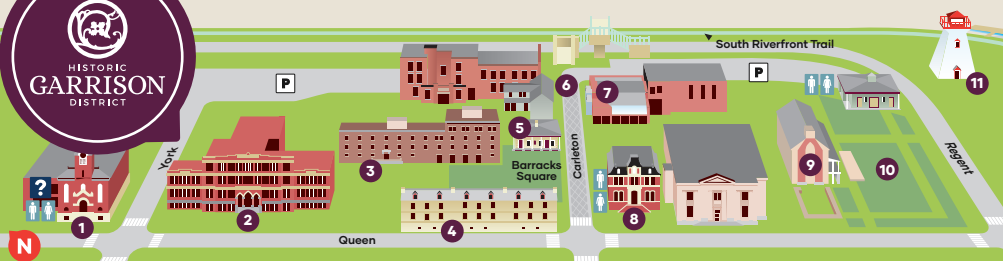 HISTORIC
GARRISON
DISTRICT
South Riverfront Trail
P
P
6
7
11
5
York
?
3
Barracks
Square
Carleton
9
10
Regent
1
2
4
8
N
Queen